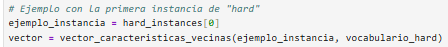 # Ejemplo con la primera instancia de "hard"
ejemplo_instancia = hard_instances[0]
vector = vector_caracteristicas_vecinas(ejemplo_instancia, vocabulario_hard)